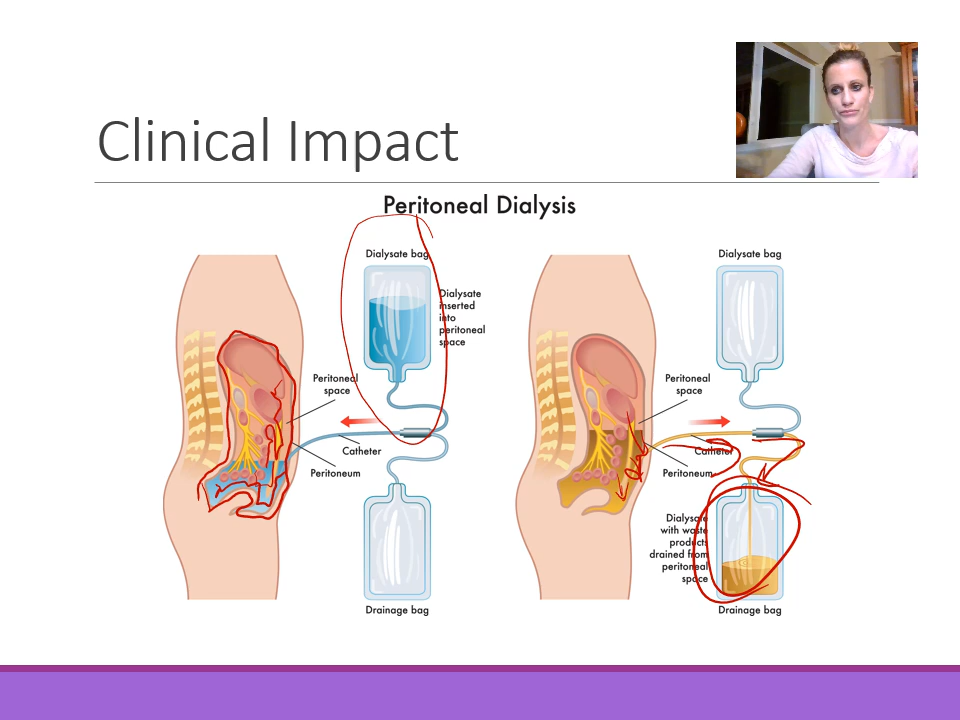 Clinical Impact
Peritoneal Dialysis
Dialysate bag
Dialysate
inserted
into
peritoneal
space
Peritoneal
space
Catheter
Peritoneum
Drainage bag
Dialysate bag
Peritoneal
space
Catheter
Peritoneum
Dialysate
with waste
products
drained from
peritoneal
space
Drainage bag